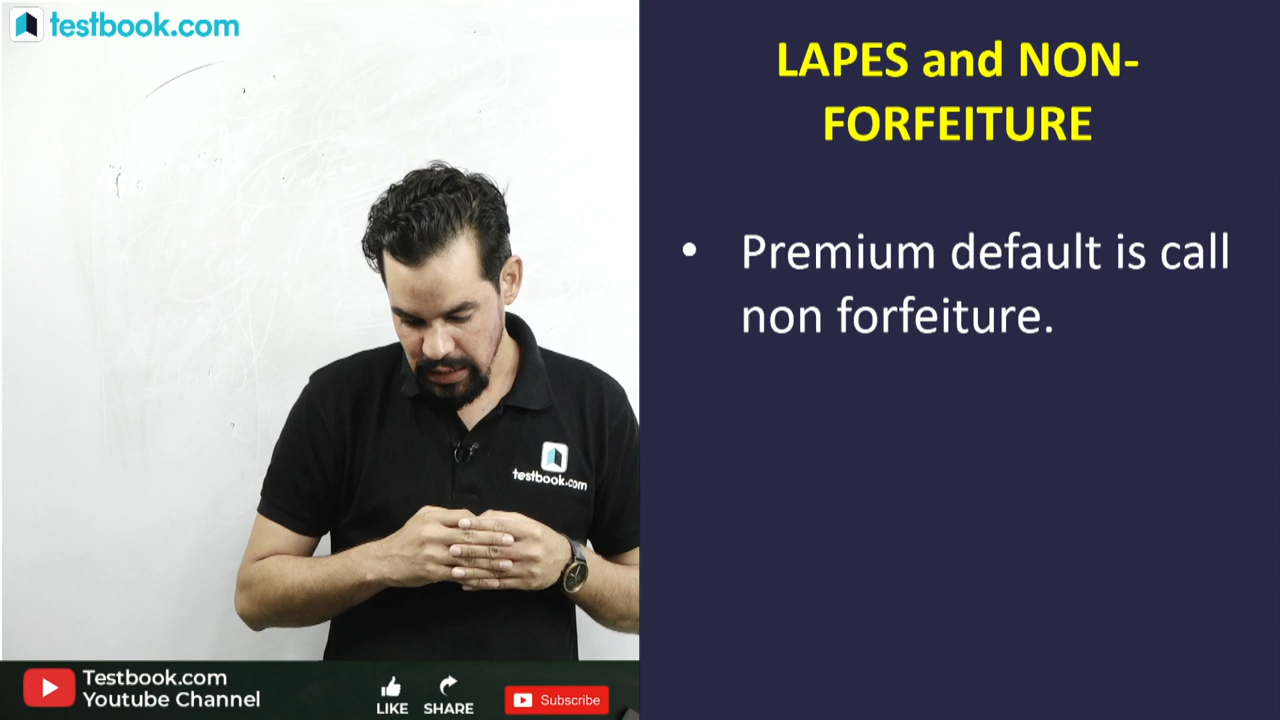 testbook.com
LAPES and NON-
FORFEITURE
• Premium default is call
non forfeiture.
testbook.com
Testbook.com
Youtube Channel
LIKE
SHARE
Subscribe